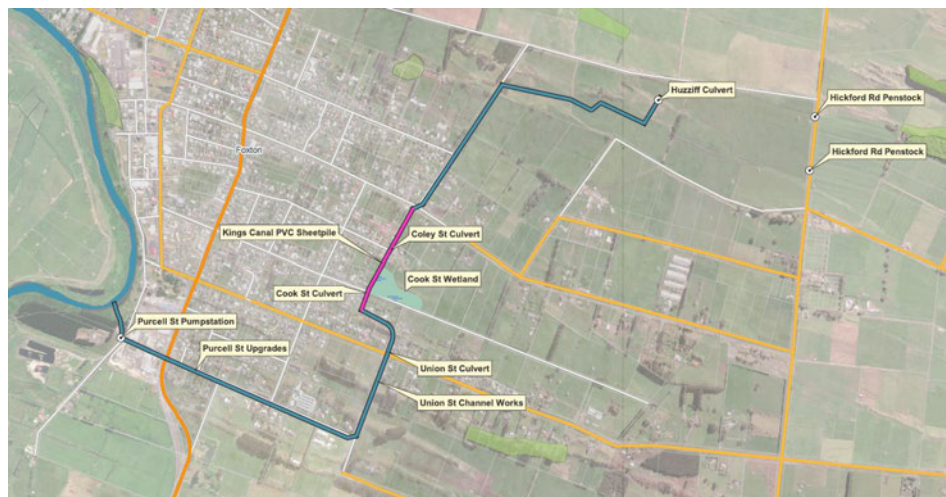 Huzziff Culvert
Hickford Rd Penstock
Foxton
Hickford Rd Penstock
Kings Canal PVC Sheetpile
Coley St Culvert
Cook St Wetland
Cook St Culvert
Purcell St Pumpstation
Purcell St Upgrades
Union St Culvert
Union St Channel Works